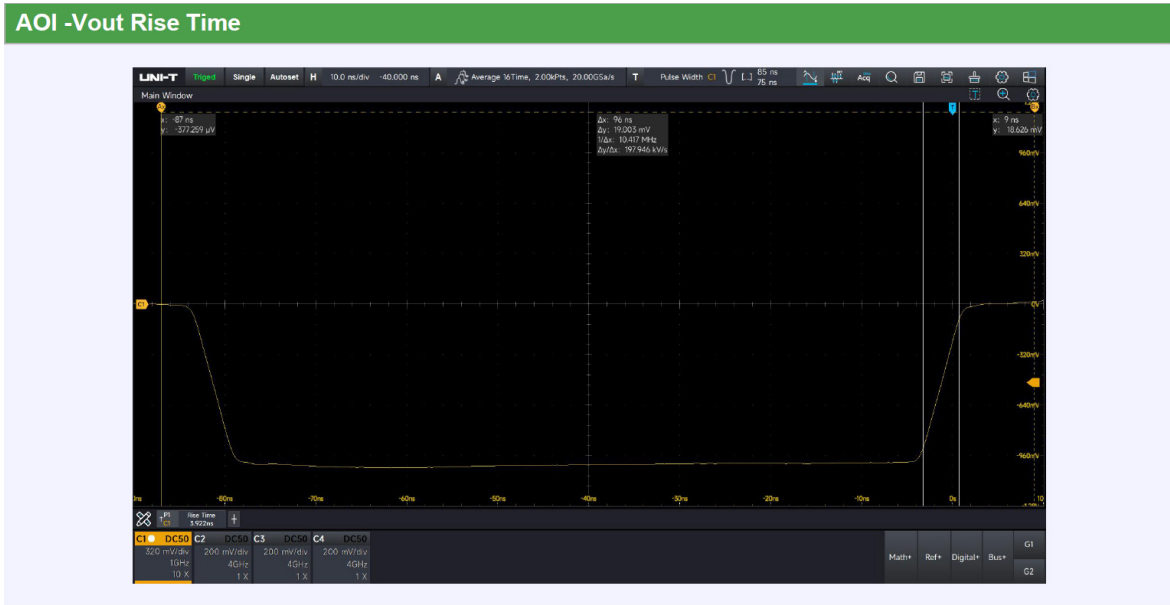 AOI -Vout Rise Time
UNI-T Triged Single Autoset H 10.0 ns/div -40.000 ns A Average 16Time, 2.00kPts, 20.00GSa/s T Pulse Width C1 85 ns
75 ns
Acq
Main Window
x: -87 ns
y: -377.259 μV
Δx: 96 ns
Δy: 19.003 mV
1/Δx: 10.417 MHz
Δy/Δx: 197.946 kV/s
x: 9 ns
y: 18.626 mV
T
960mV
640mV
320mV
C1
0V
-320mV
-640mV
-960mV
-80ns -70ns -60ns -50ns -40ns -30ns -20ns -10ns 0s 10
P1 Rise Time
C1 3.922ns
+
C1 DC50 C2 DC50 C3 DC50 C4 DC50
320 mV/div 200 mV/div 200 mV/div 200 mV/div
1GHz 4GHz 4GHz 4GHz
10 X 1 X 1 X 1 X
Math+ Ref+ Digital+ Bus+
G1
G2